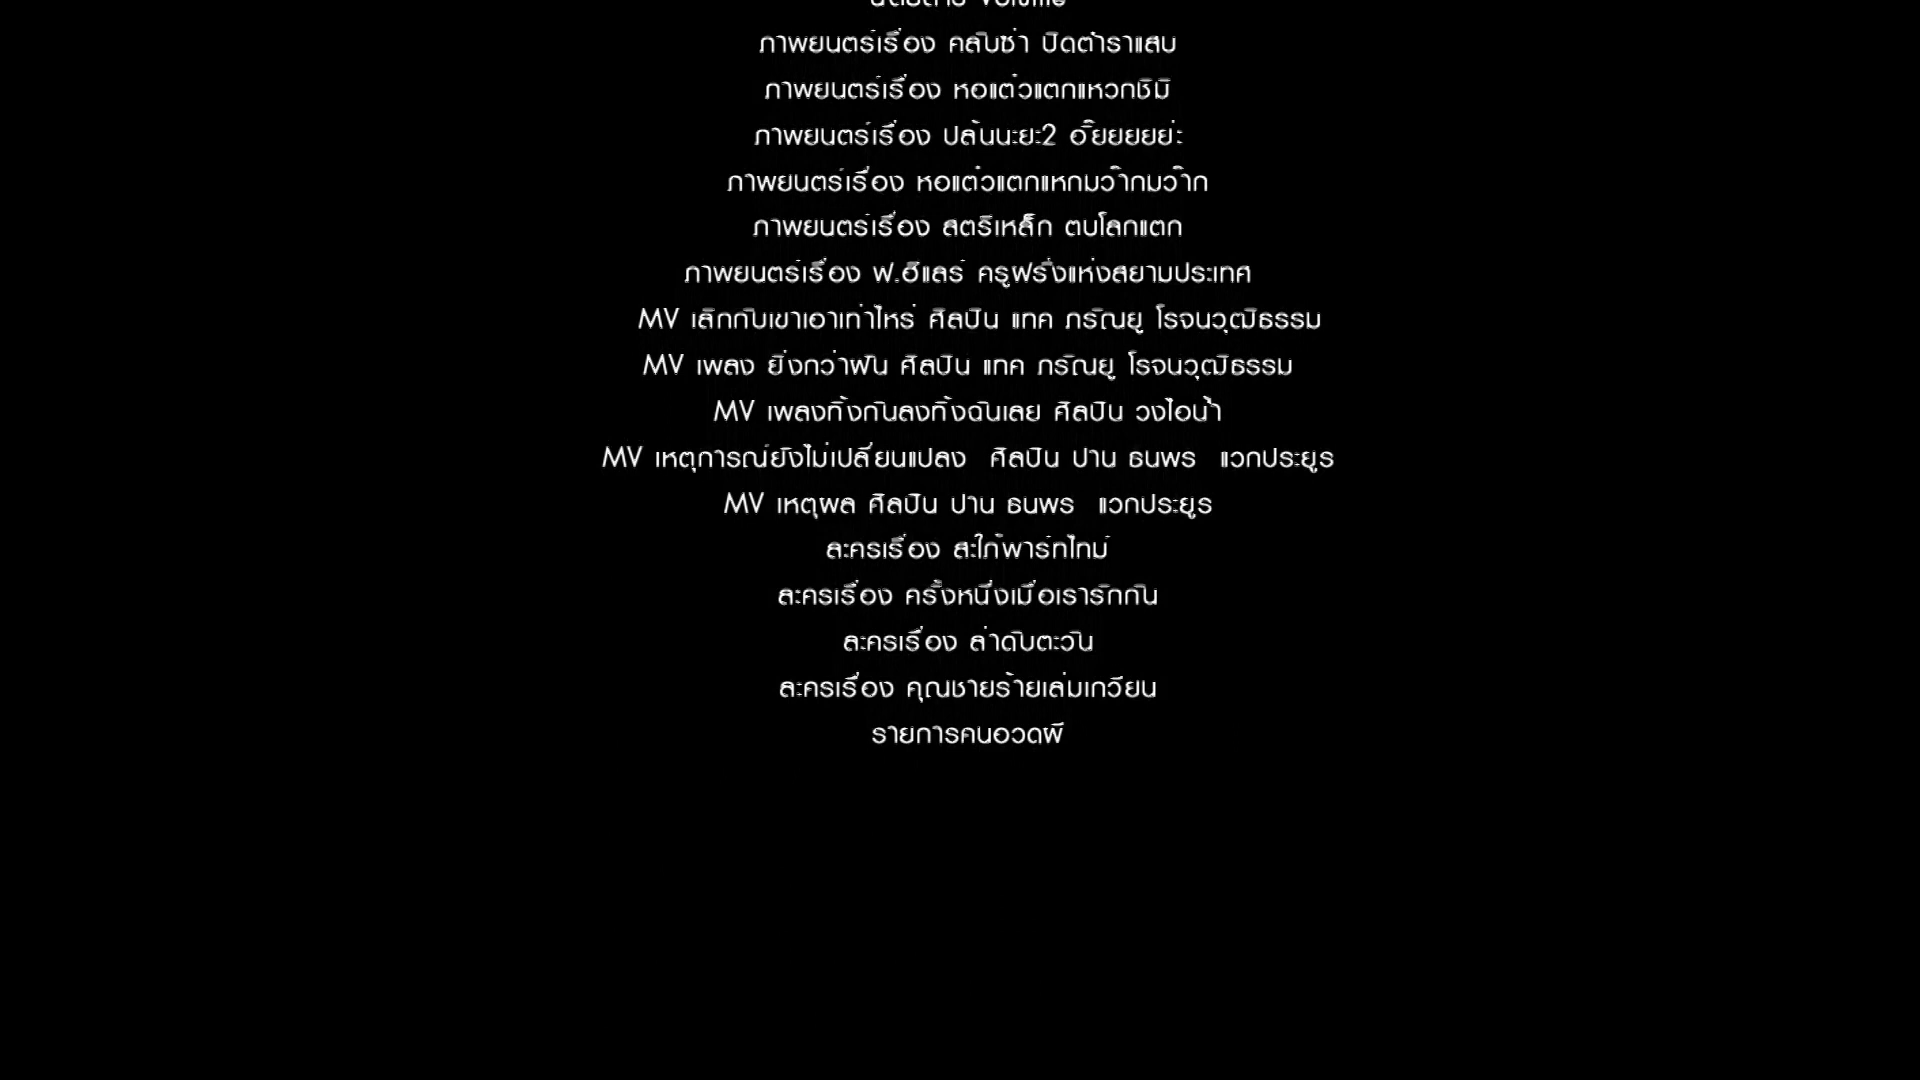 นิตยสาร Volume
ภาพยนตร์เรื่อง คลับซ่า ปิดตำราแสบ
ภาพยนตร์เรื่อง หอแต๋วแตกแหวกชิมิ
ภาพยนตร์เรื่อง ปล้นนะยะ2 อั๊ยยยยย่ะ
ภาพยนตร์เรื่อง หอแต๋วแตกแหกมว๊ากมว๊าก
ภาพยนตร์เรื่อง สตรีเหล็ก ตบโลกแตก
ภาพยนตร์เรื่อง ฟ.ฮีแลร์ ครูฝรั่งแห่งสยามประเทศ
MV เลิกกับเขาเอาเท่าไหร่ ศิลปิน แทค ภรัณยู โรจนวุฒิธรรม
MV เพลง ยิ่งกว่าฝัน ศิลปิน แทค ภรัณยู โรจนวุฒิธรรม
MV เพลงทิ้งกันลงทิ้งฉันเลย ศิลปิน วงไอน้ำ
MV เหตุการณ์ยังไม่เปลี่ยนแปลง ศิลปิน ปาน ธนพร แวกประยูร
MV เหตุผล ศิลปิน ปาน ธนพร แวกประยูร
ละครเรื่อง สะใภ้พาร์ทไทม์
ละครเรื่อง ครั้งหนึ่งเมื่อเรารักกัน
ละครเรื่อง ลำดับตะวัน
ละครเรื่อง คุณชายร้ายเล่มเกวียน
รายการคนอวดผี